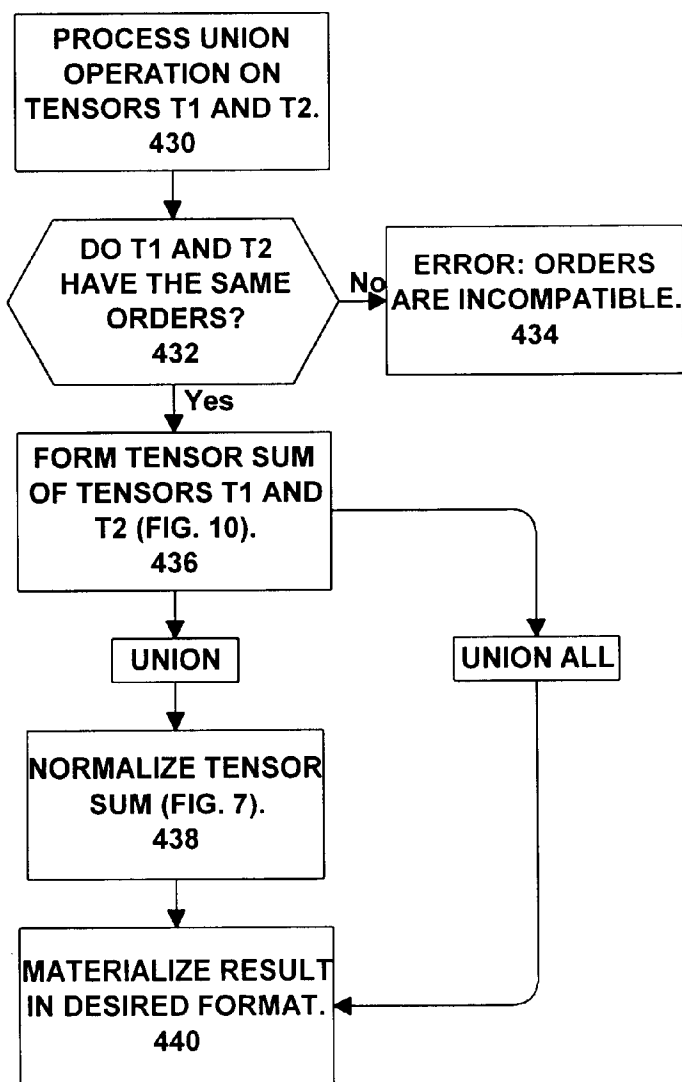 PROCESS UNION
OPERATION ON
TENSORS T1 AND T2.
430
DO T1 AND T2
HAVE THE SAME
ORDERS?
432
No
ERROR: ORDERS
ARE INCOMPATIBLE.
434
Yes
FORM TENSOR SUM
OF TENSORS T1 AND
T2 (FIG. 10).
436
UNION
UNION ALL
NORMALIZE TENSOR
SUM (FIG. 7).
438
MATERIALIZE RESULT
IN DESIRED FORMAT.
440